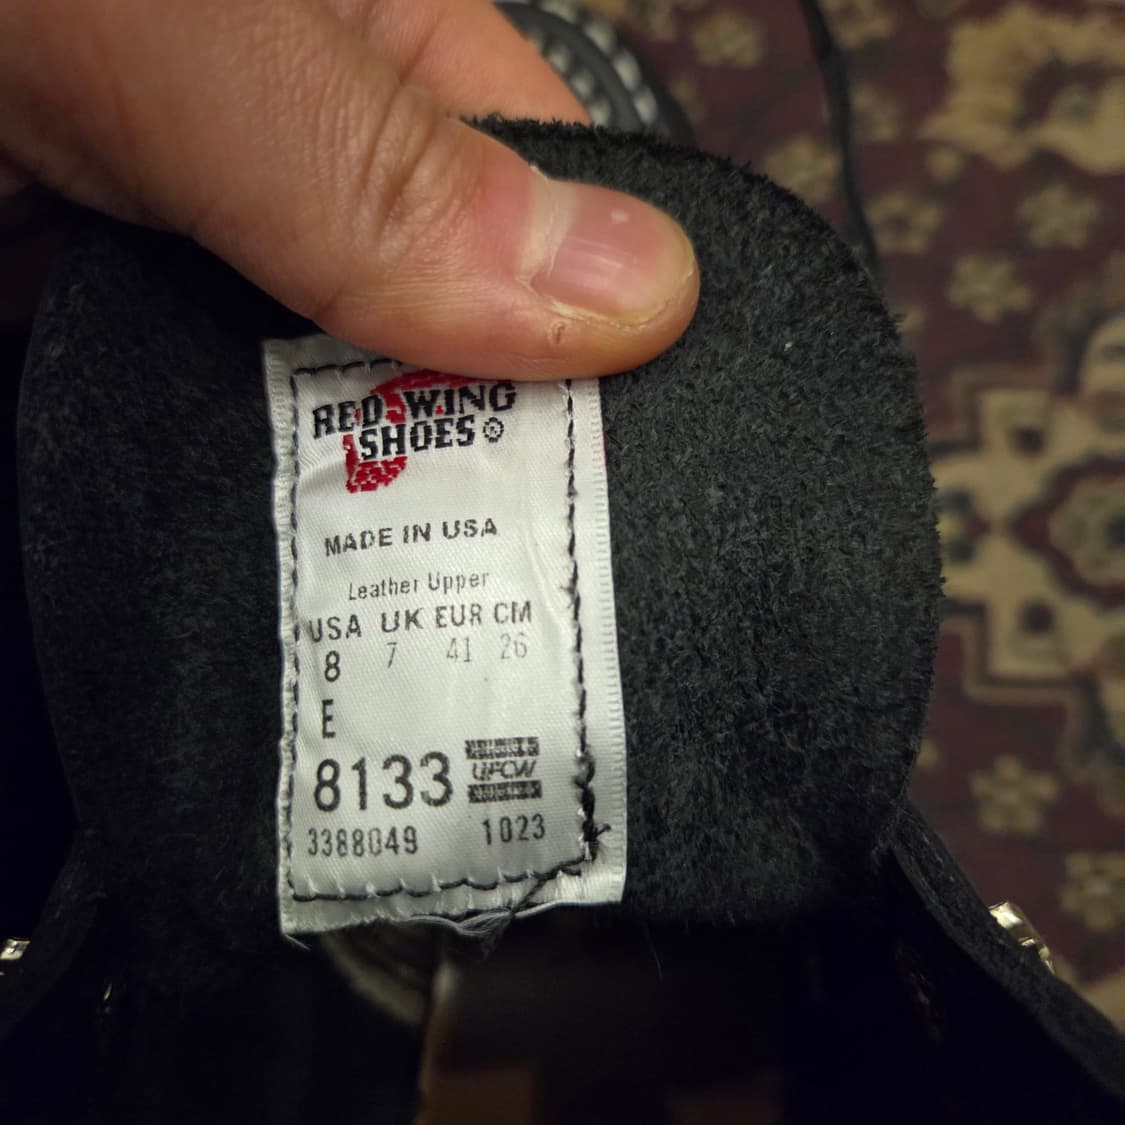 RED WING
SHOES®
MADE IN USA
Leather Upper
USA UK EUR CM
8 7 41 26
E
8133 UFCW
3388049 1023